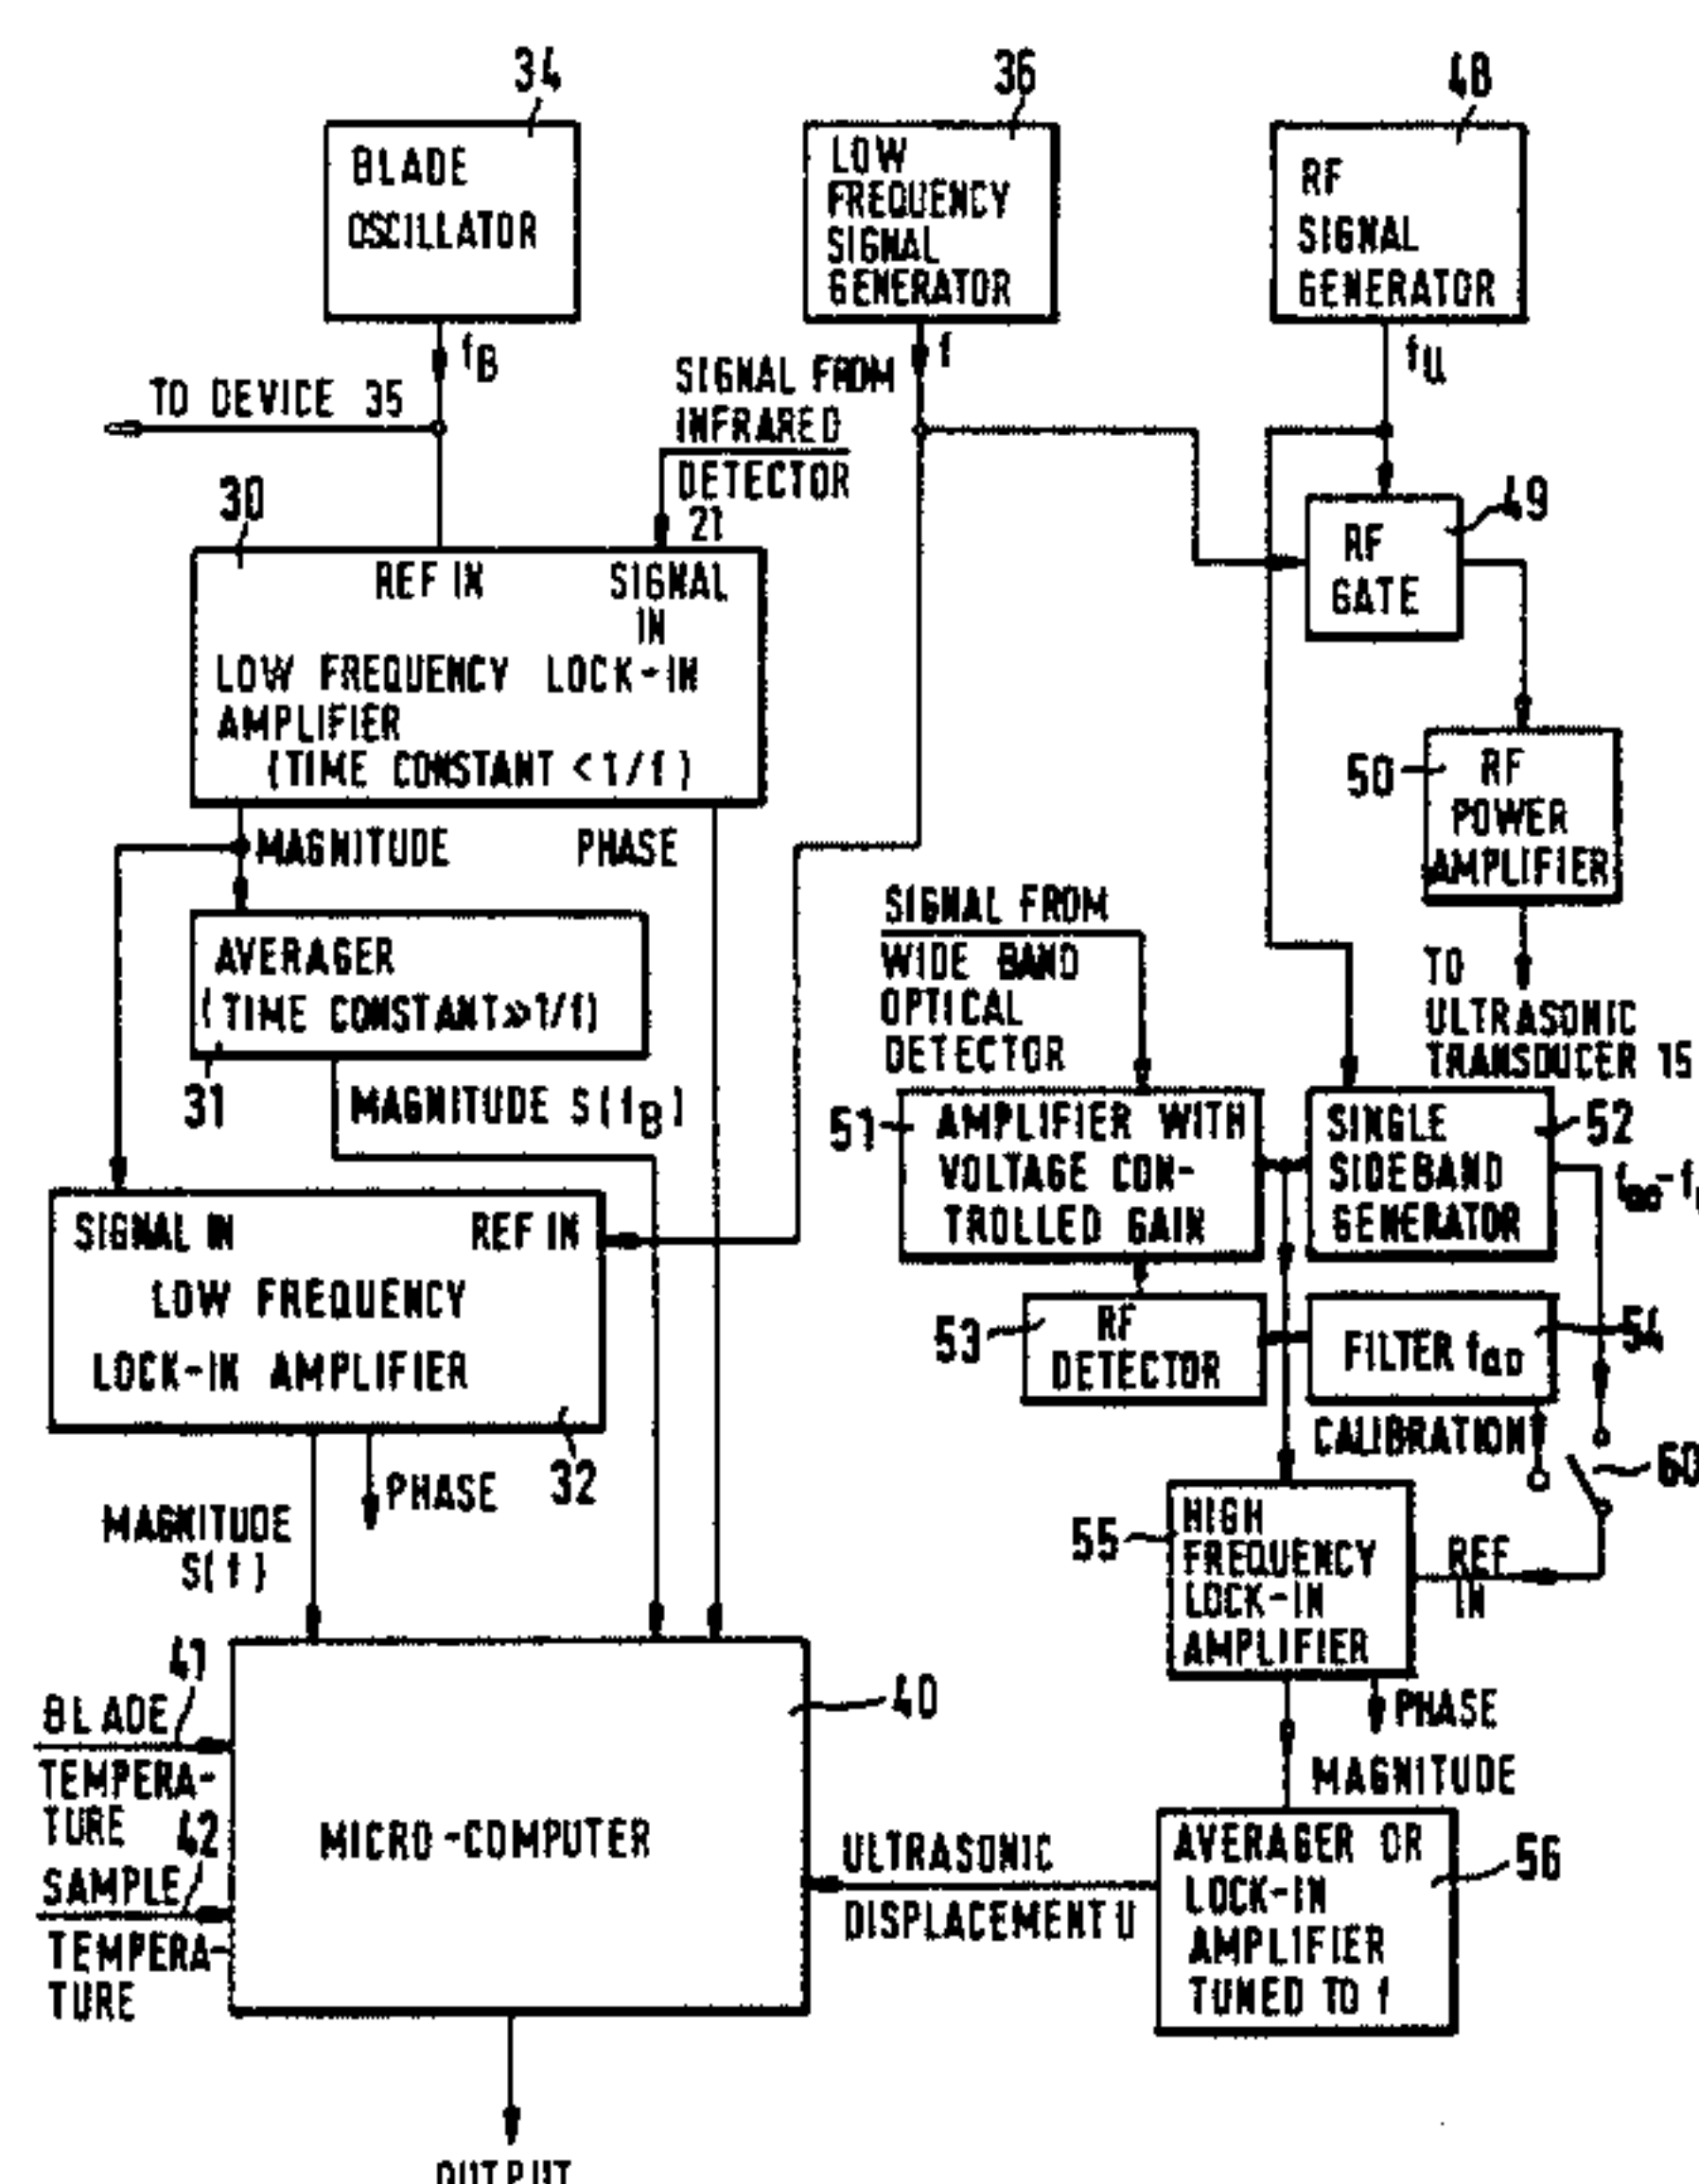 34
36
48
BLADE
OSCILLATOR
LOW
FREQUENCY
SIGNAL
GENERATOR
RF
SIGNAL
GENERATOR
fB
f
fU
TO DEVICE 35
SIGNAL FROM
INFRARED
DETECTOR
21
30
REF IN
SIGNAL
IN
LOW FREQUENCY LOCK-IN
AMPLIFIER
(TIME CONSTANT < 1/f)
49
RF
GATE
50
RF
POWER
AMPLIFIER
MAGNITUDE
PHASE
AVERAGER
(TIME CONSTANT≫1/f)
31
MAGNITUDE S(fB)
SIGNAL FROM
WIDE BAND
OPTICAL
DETECTOR
TO
ULTRASONIC
TRANSDUCER 15
51
AMPLIFIER WITH
VOLTAGE CON-
TROLLED GAIN
SINGLE
SIDEBAND
GENERATOR
52
SIGNAL IN
REF IN
LOW FREQUENCY
LOCK-IN AMPLIFIER
32
53
RF
DETECTOR
FILTER fao
54
CALIBRATION
60
MAGNITUDE
S(f)
PHASE
55
HIGH
FREQUENCY
LOCK-IN
AMPLIFIER
REF
IN
PHASE
MAGNITUDE
41
BLADE
TEMPERA-
TURE
42
SAMPLE
TEMPERA-
TURE
40
MICRO-COMPUTER
ULTRASONIC
DISPLACEMENT U
AVERAGER OR
LOCK-IN
AMPLIFIER
TUNED TO f
56
OUTPUT